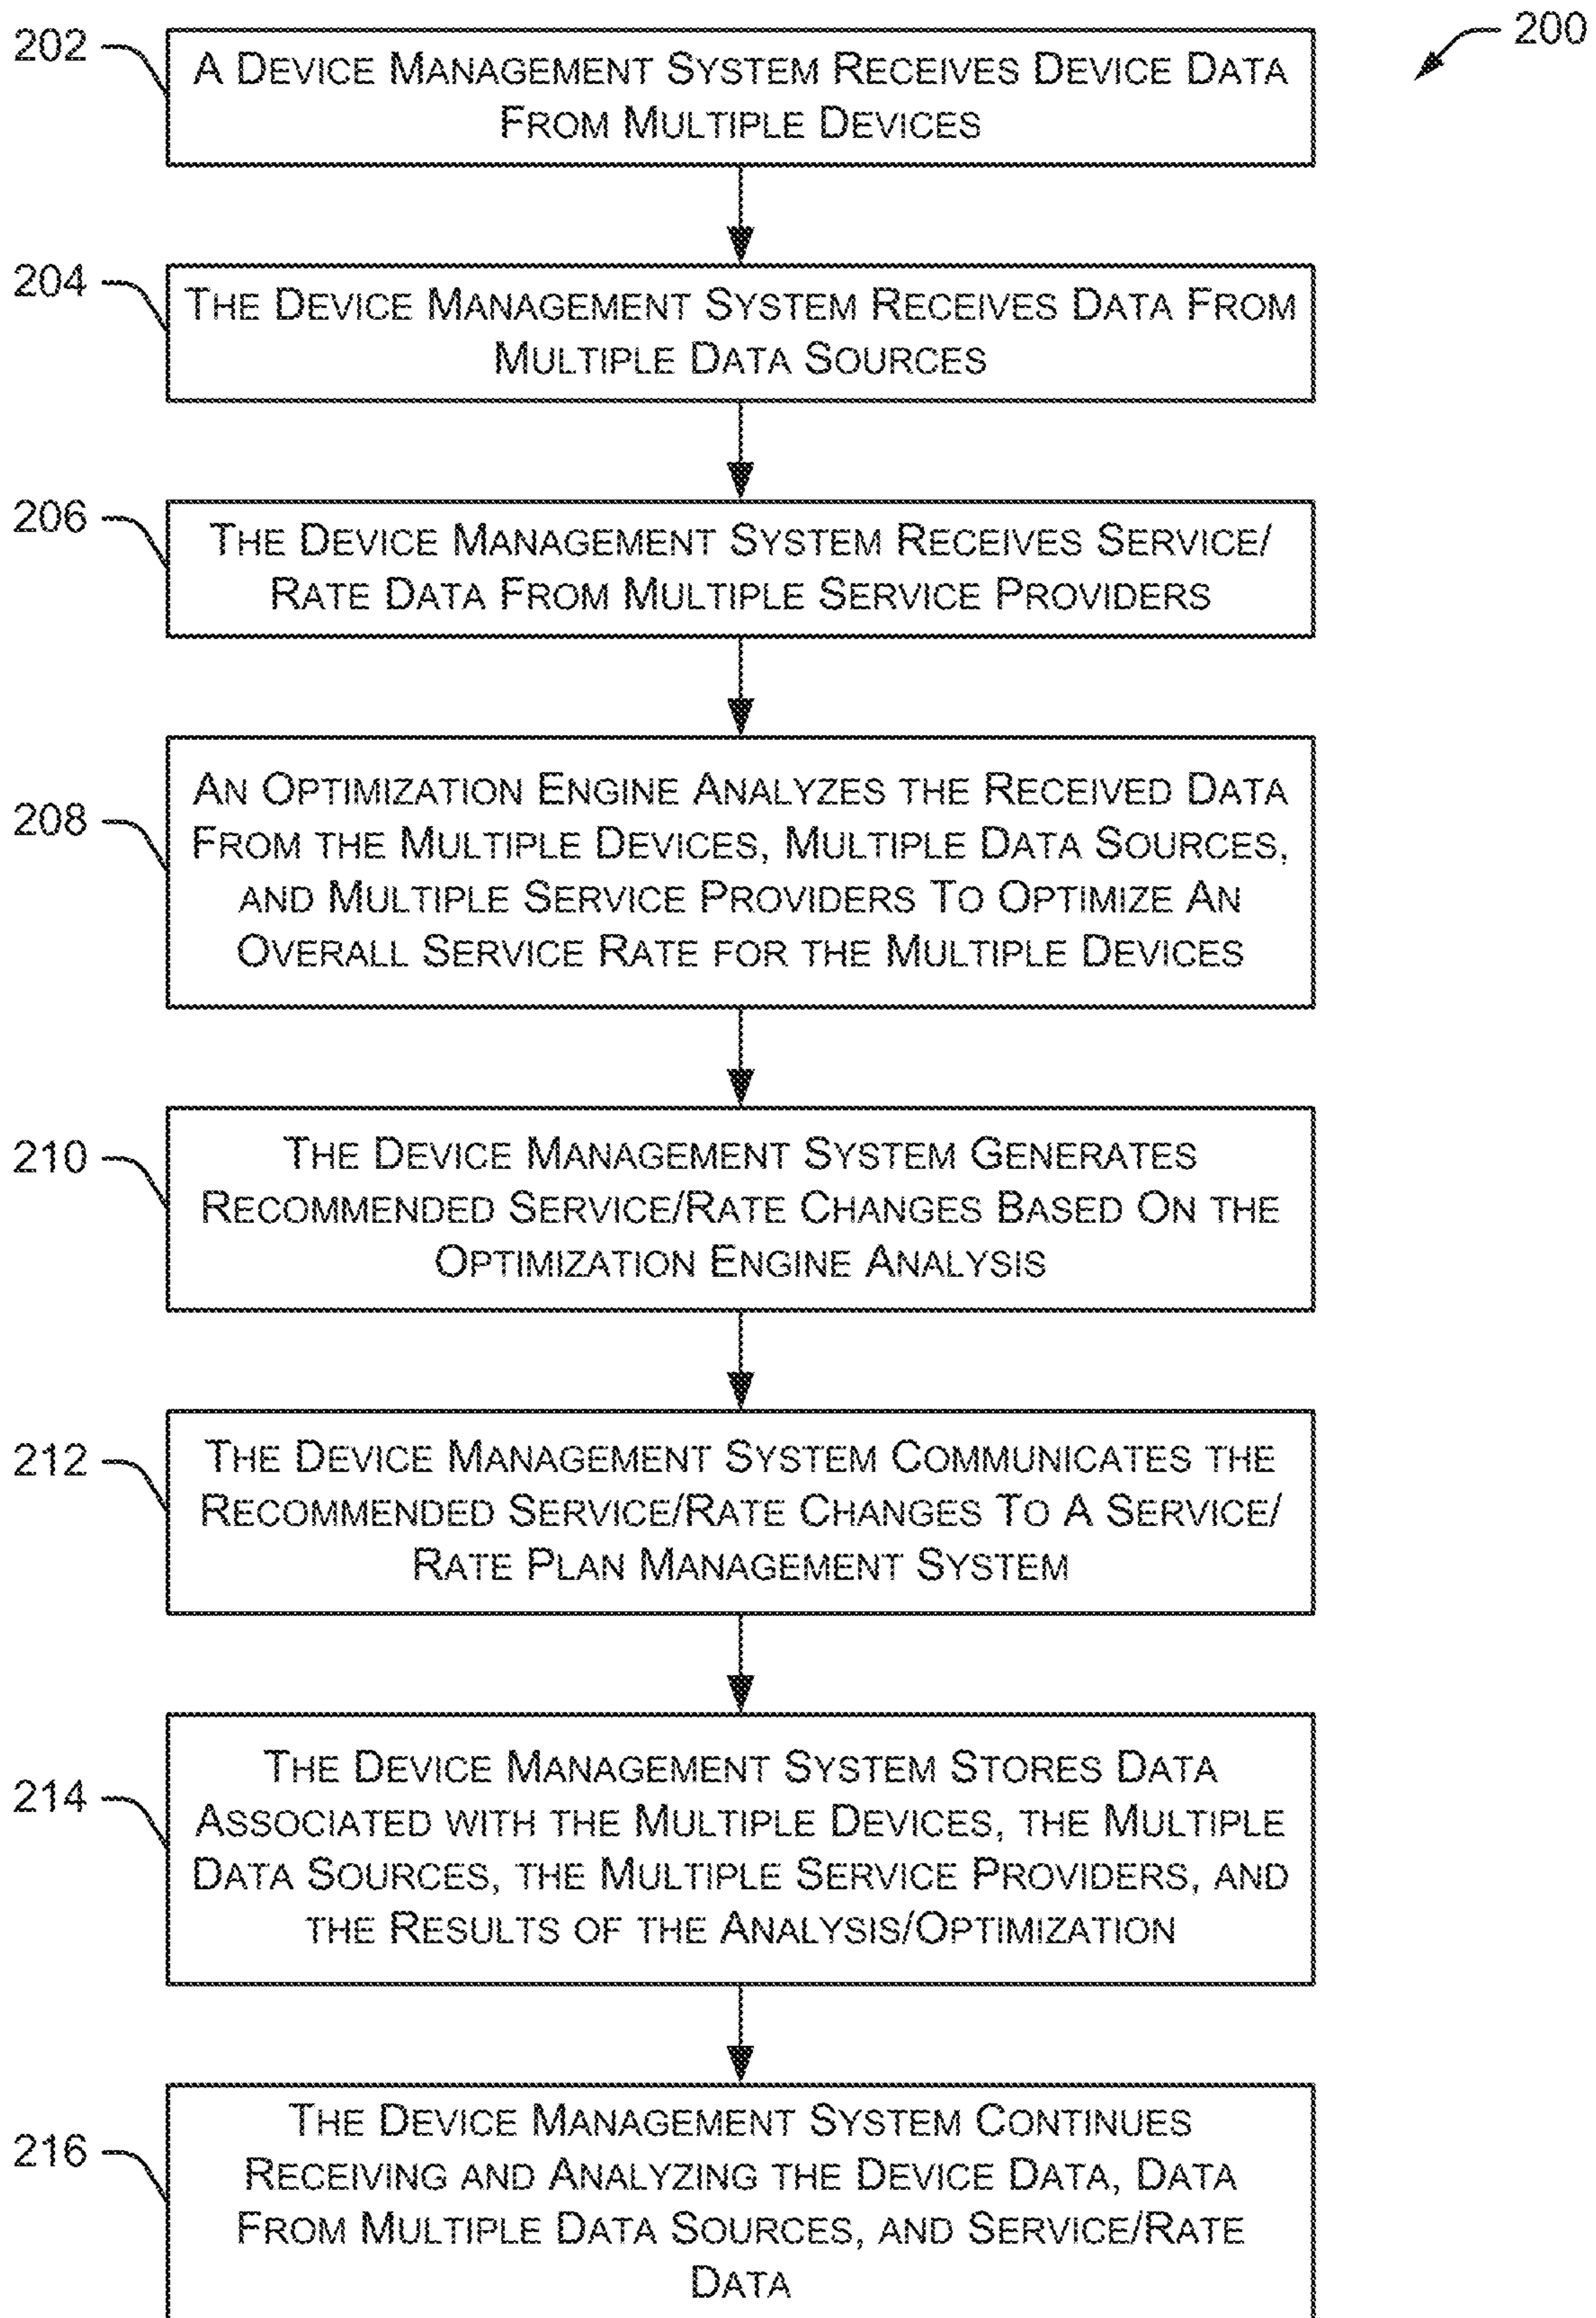 200
202
A DEVICE MANAGEMENT SYSTEM RECEIVES DEVICE DATA
FROM MULTIPLE DEVICES
204
THE DEVICE MANAGEMENT SYSTEM RECEIVES DATA FROM
MULTIPLE DATA SOURCES
206
THE DEVICE MANAGEMENT SYSTEM RECEIVES SERVICE/
RATE DATA FROM MULTIPLE SERVICE PROVIDERS
208
AN OPTIMIZATION ENGINE ANALYZES THE RECEIVED DATA
FROM THE MULTIPLE DEVICES, MULTIPLE DATA SOURCES,
AND MULTIPLE SERVICE PROVIDERS TO OPTIMIZE AN
OVERALL SERVICE RATE FOR THE MULTIPLE DEVICES
210
THE DEVICE MANAGEMENT SYSTEM GENERATES
RECOMMENDED SERVICE/RATE CHANGES BASED ON THE
OPTIMIZATION ENGINE ANALYSIS
212
THE DEVICE MANAGEMENT SYSTEM COMMUNICATES THE
RECOMMENDED SERVICE/RATE CHANGES TO A SERVICE/
RATE PLAN MANAGEMENT SYSTEM
214
THE DEVICE MANAGEMENT SYSTEM STORES DATA
ASSOCIATED WITH THE MULTIPLE DEVICES, THE MULTIPLE
DATA SOURCES, THE MULTIPLE SERVICE PROVIDERS, AND
THE RESULTS OF THE ANALYSIS/OPTIMIZATION
216
THE DEVICE MANAGEMENT SYSTEM CONTINUES
RECEIVING AND ANALYZING THE DEVICE DATA, DATA
FROM MULTIPLE DATA SOURCES, AND SERVICE/RATE
DATA